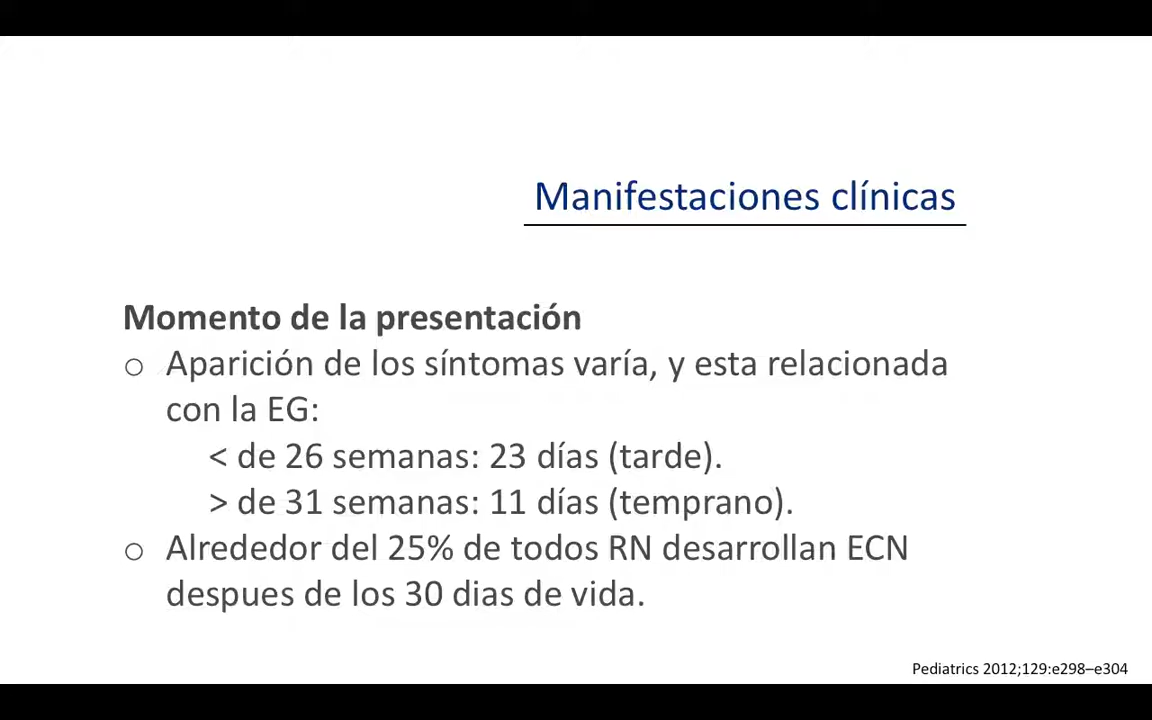 Manifestaciones clínicas
Momento de la presentación
o Aparición de los síntomas varía, y esta relacionada
con la EG:
< de 26 semanas: 23 días (tarde).
> de 31 semanas: 11 días (temprano).
o Alrededor del 25% de todos RN desarrollan ECN
despues de los 30 dias de vida.
Pediatrics 2012;129:e298–e304